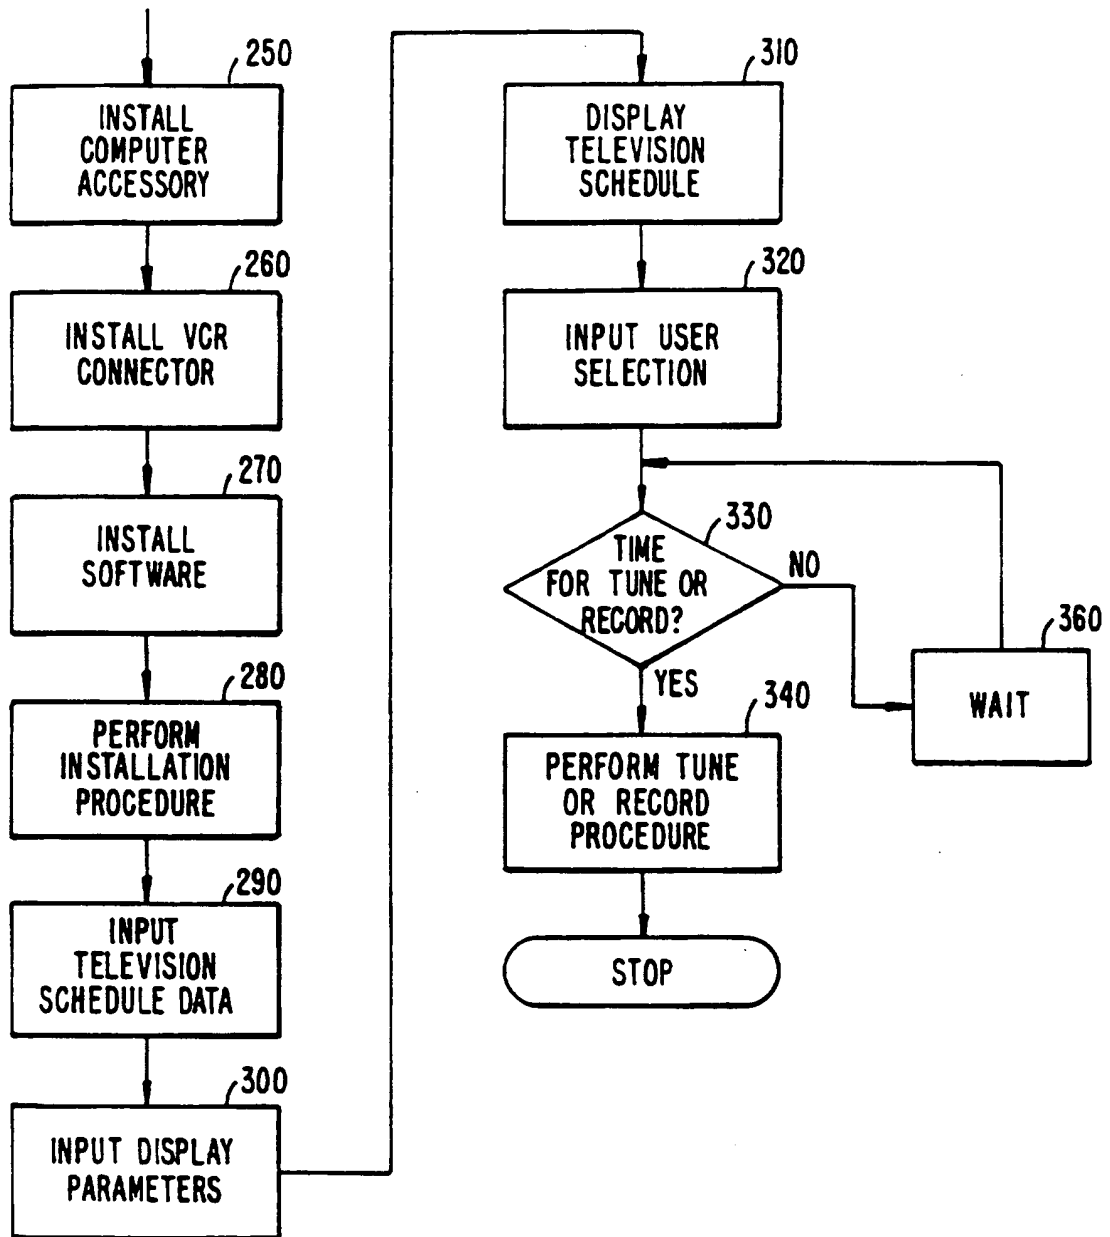 250
INSTALL
COMPUTER
ACCESSORY
260
INSTALL VCR
CONNECTOR
270
INSTALL
SOFTWARE
280
PERFORM
INSTALLATION
PROCEDURE
290
INPUT
TELEVISION
SCHEDULE DATA
300
INPUT DISPLAY
PARAMETERS
310
DISPLAY
TELEVISION
SCHEDULE
320
INPUT USER
SELECTION
330
TIME
FOR TUNE OR
RECORD?
NO
YES
360
WAIT
340
PERFORM TUNE
OR RECORD
PROCEDURE
STOP